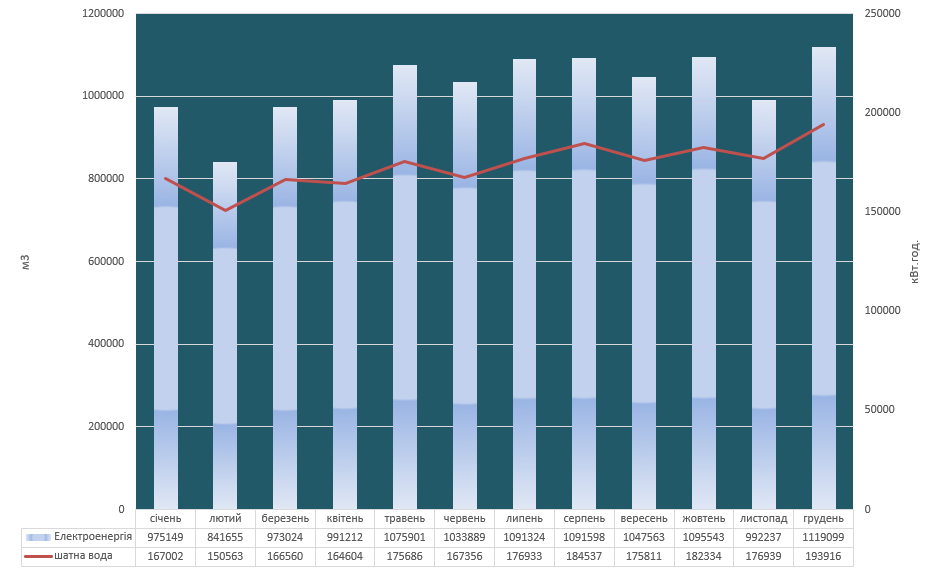 1200000
1000000
800000
600000
400000
200000
0
250000
200000
150000
100000
50000
0
м3
кВт.год.
січень лютий березень квітень травень червень липень серпень вересень жовтень листопад грудень
Електроенергія 975149 841655 973024 991212 1075901 1033889 1091324 1091598 1047563 1095543 992237 1119099
шатна вода 167002 150563 166560 164604 175686 167356 176933 184537 175811 182334 176939 193916